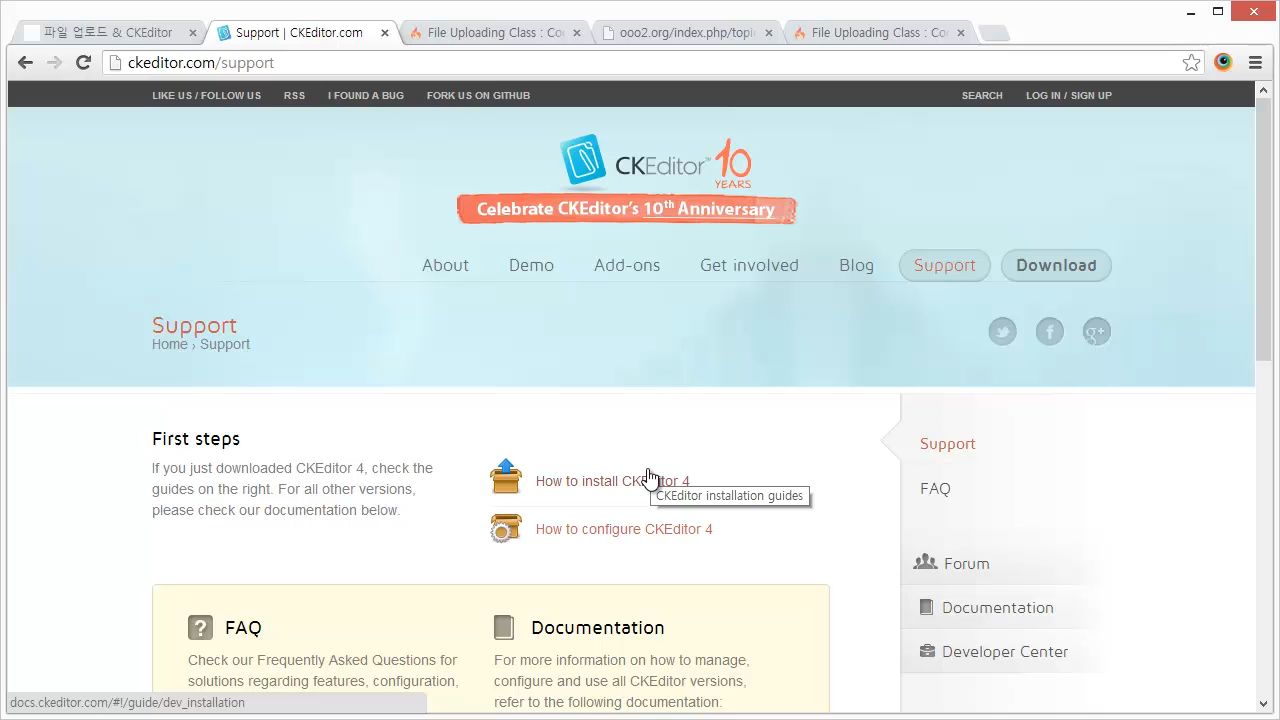 파일 업로드 & CKEditor
Support | CKEditor.com
File Uploading Class : Co
ooo2.org/index.php/topi
File Uploading Class : Co
ckeditor.com/support
LIKE US / FOLLOW US
RSS
I FOUND A BUG
FORK US ON GITHUB
SEARCH
LOG IN / SIGN UP
CKEditor™ 10
YEARS
Celebrate CKEditor's 10th Anniversary
About
Demo
Add-ons
Get involved
Blog
Support
Download
Support
Home › Support
First steps
If you just downloaded CKEditor 4, check the
guides on the right. For all other versions,
please check our documentation below.
How to install CKEditor 4
CKEditor installation guides
How to configure CKEditor 4
Support
FAQ
Forum
Documentation
Developer Center
FAQ
Check our Frequently Asked Questions for
solutions regarding features, configuration,
Documentation
For more information on how to manage,
configure and use all CKEditor versions,
refer to the following documentation:
docs.ckeditor.com/#!/guide/dev_installation